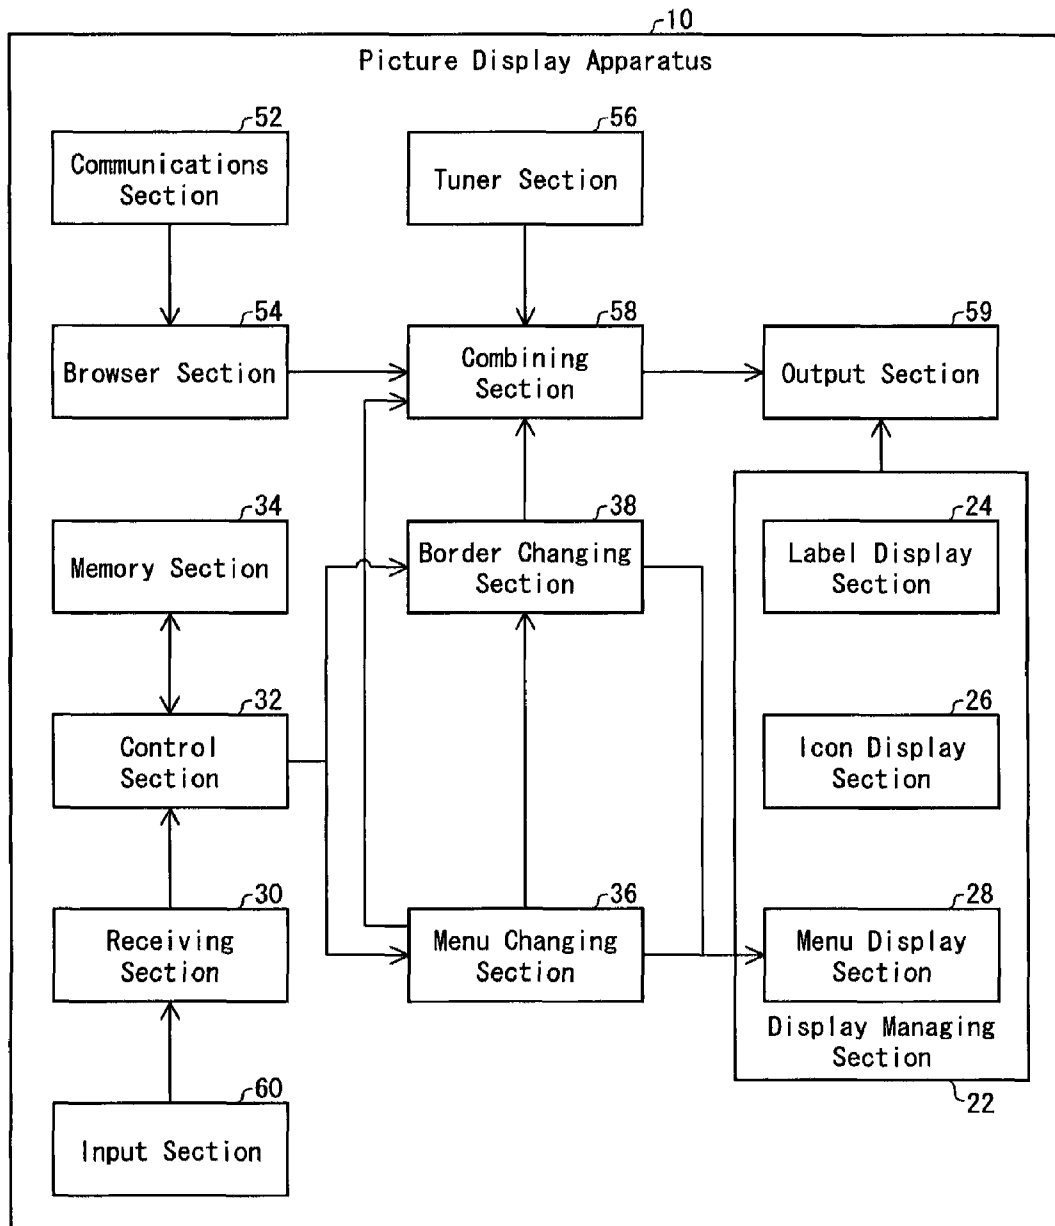 10
Picture Display Apparatus
52
Communications
Section
56
Tuner Section
54
Browser Section
58
Combining
Section
59
Output Section
34
Memory Section
38
Border Changing
Section
24
Label Display
Section
32
Control
Section
26
Icon Display
Section
30
Receiving
Section
36
Menu Changing
Section
28
Menu Display
Section
Display Managing
Section
22
60
Input Section